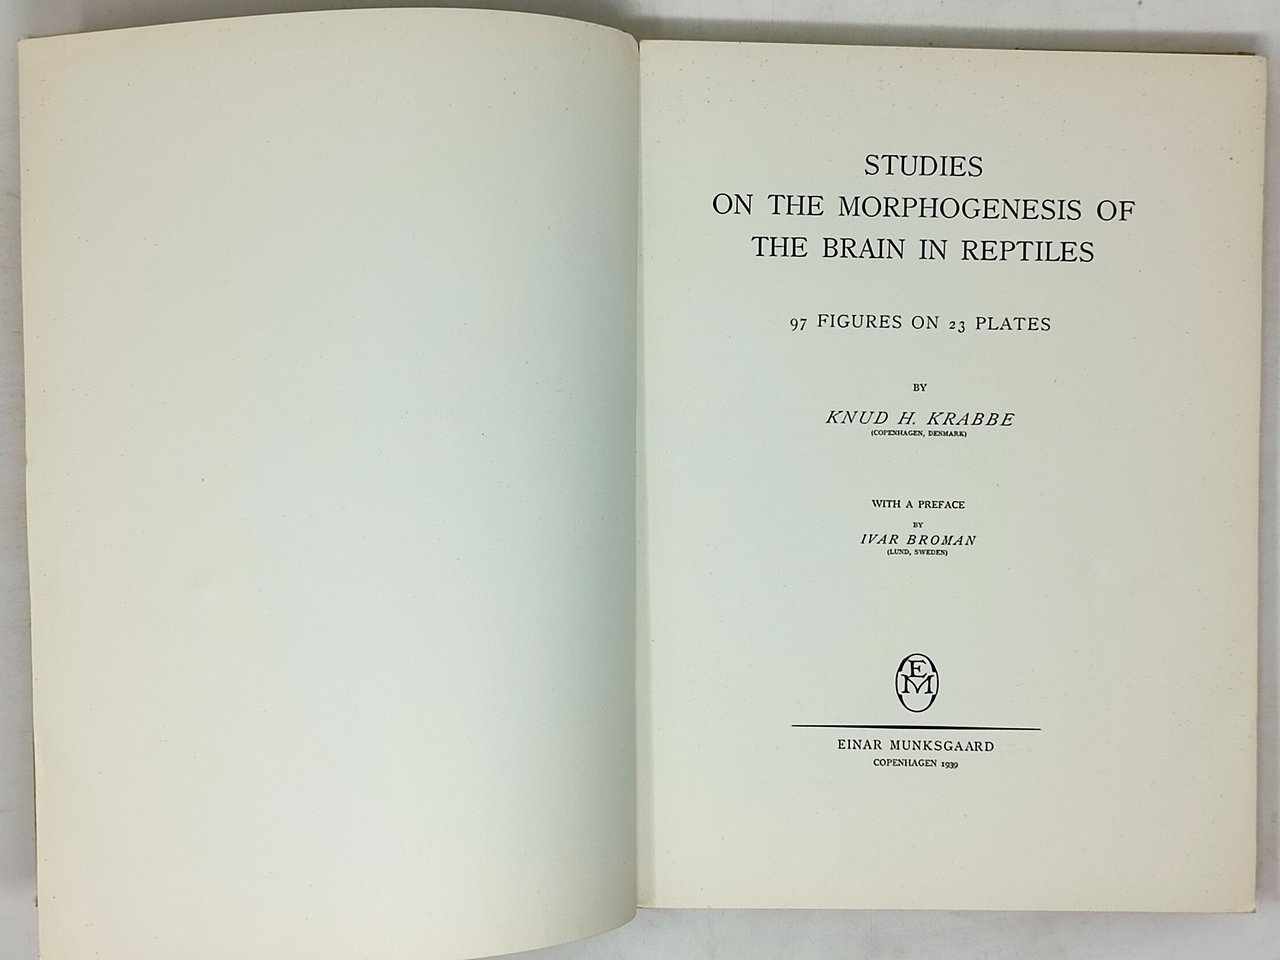 STUDIES
ON THE MORPHOGENESIS OF
THE BRAIN IN REPTILES
97 FIGURES ON 23 PLATES
BY
KNUD H. KRABBE
(COPENHAGEN, DENMARK)
WITH A PREFACE
BY
IVAR BROMAN
(LUND, SWEDEN)
E
M
EINAR MUNKSGAARD
COPENHAGEN 1939